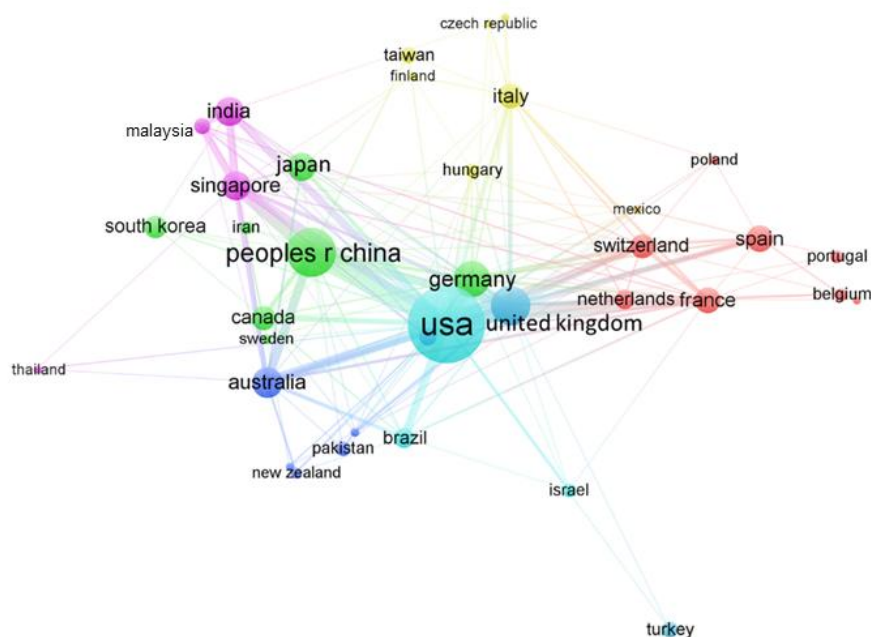 czech republic
taiwan
finland
italy
india
malaysia
japan
hungary
poland
singapore
mexico
south korea
iran
switzerland
spain
peoples r china
portugal
germany
netherlands
france
belgium
canada
usa
united kingdom
sweden
thailand
australia
brazil
pakistan
new zealand
israel
turkey